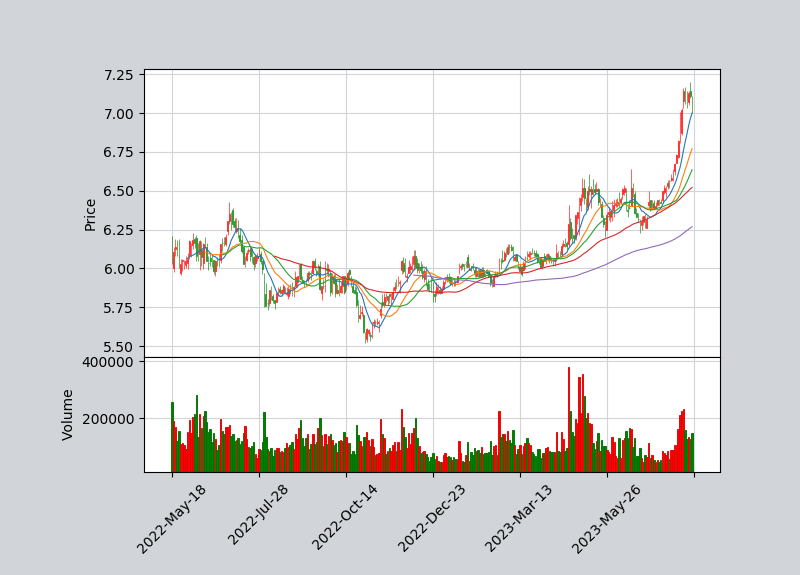 7.25
7.00
6.75
6.50
6.25
6.00
5.75
5.50
Price
400000
200000
Volume
2022-May-18
2022-Jul-28
2022-Oct-14
2022-Dec-23
2023-Mar-13
2023-May-26